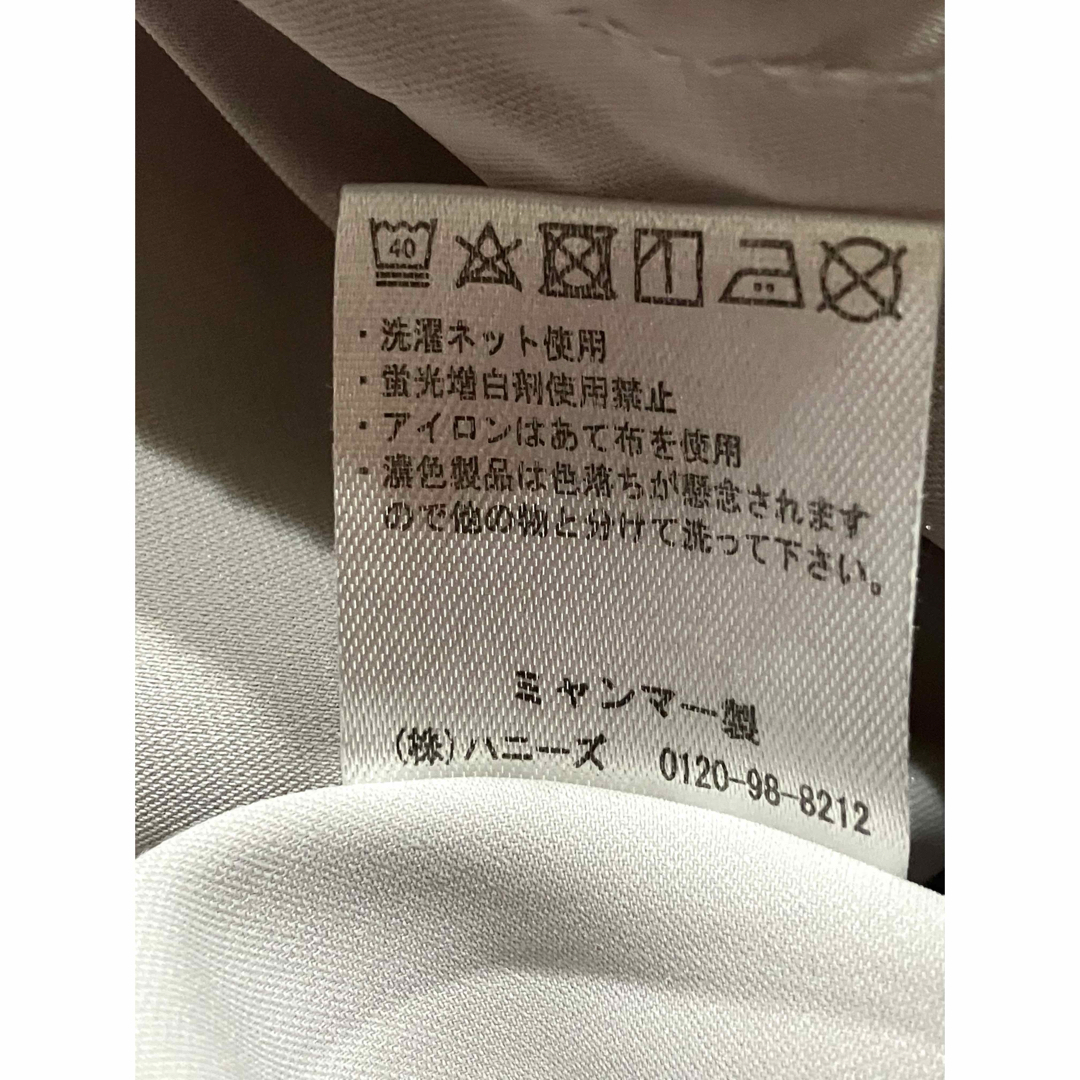 40
・洗濯ネット使用
・蛍光増白剤使用禁止
・アイロンはあて布を使用
・濃色製品は色落ちが懸念されます
ので他の物と分けて洗って下さい。
ミャンマー製
(株)ハニーズ 0120-98-8212